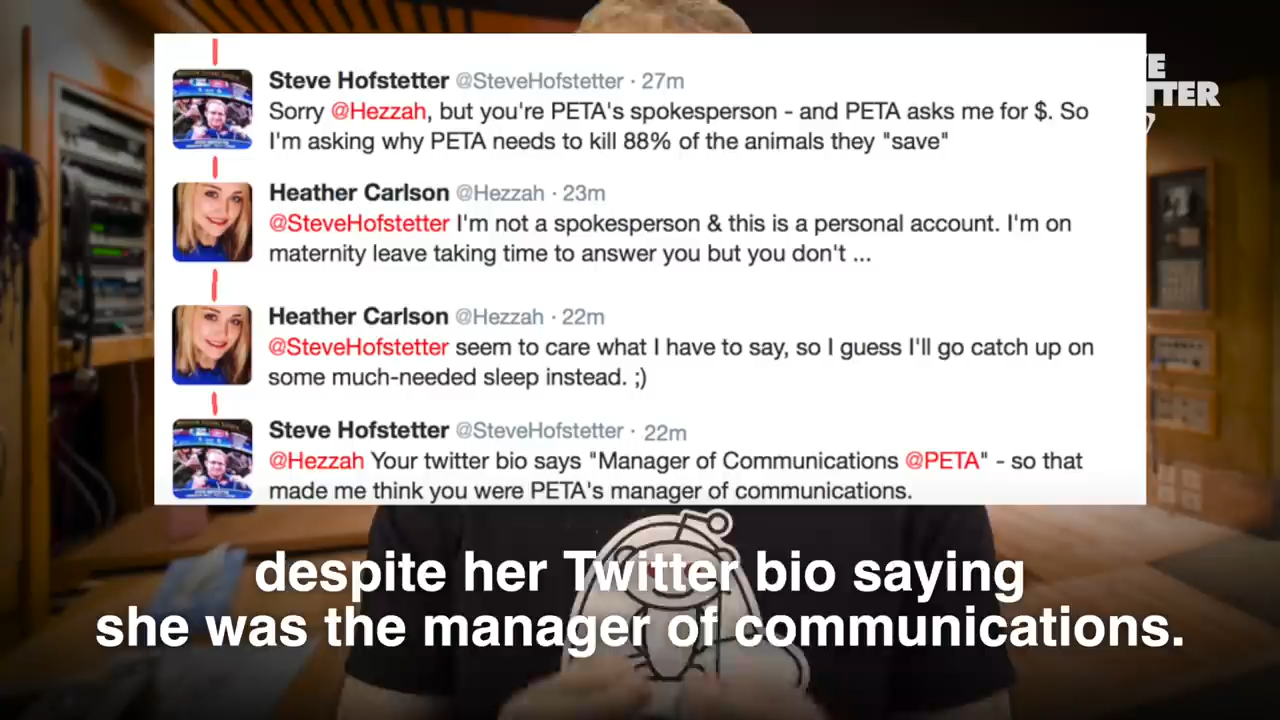 Steve Hofstetter @SteveHofstetter · 27m
Sorry @Hezzah, but you're PETA's spokesperson - and PETA asks me for $. So
I'm asking why PETA needs to kill 88% of the animals they "save"
Heather Carlson @Hezzah · 23m
@SteveHofstetter I'm not a spokesperson & this is a personal account. I'm on
maternity leave taking time to answer you but you don't ...
Heather Carlson @Hezzah · 22m
@SteveHofstetter seem to care what I have to say, so I guess I'll go catch up on
some much-needed sleep instead. ;)
Steve Hofstetter @SteveHofstetter · 22m
@Hezzah Your twitter bio says "Manager of Communications @PETA" - so that
made me think you were PETA's manager of communications.
despite her Twitter bio saying
she was the manager of communications.